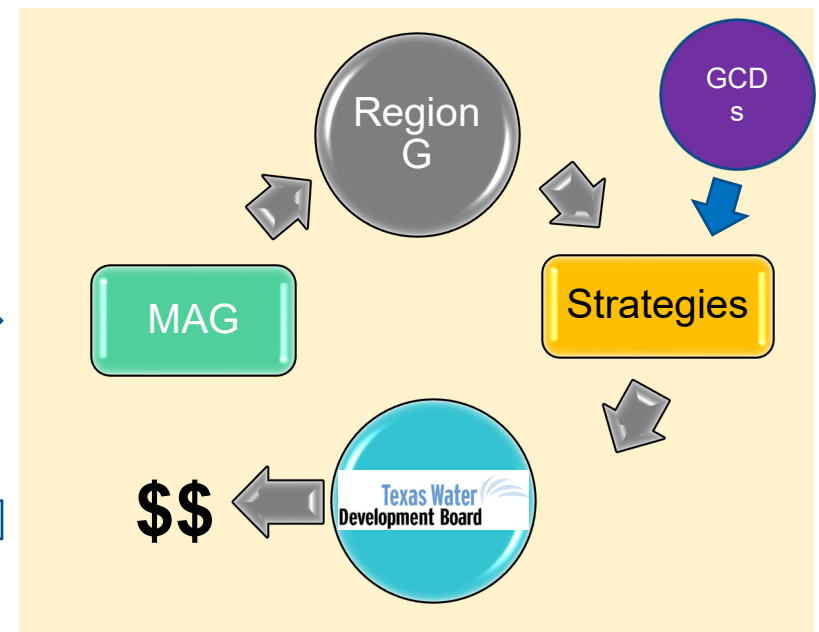 Region
G
GCD
s
MAG
Strategies
Texas Water
Development Board
$$